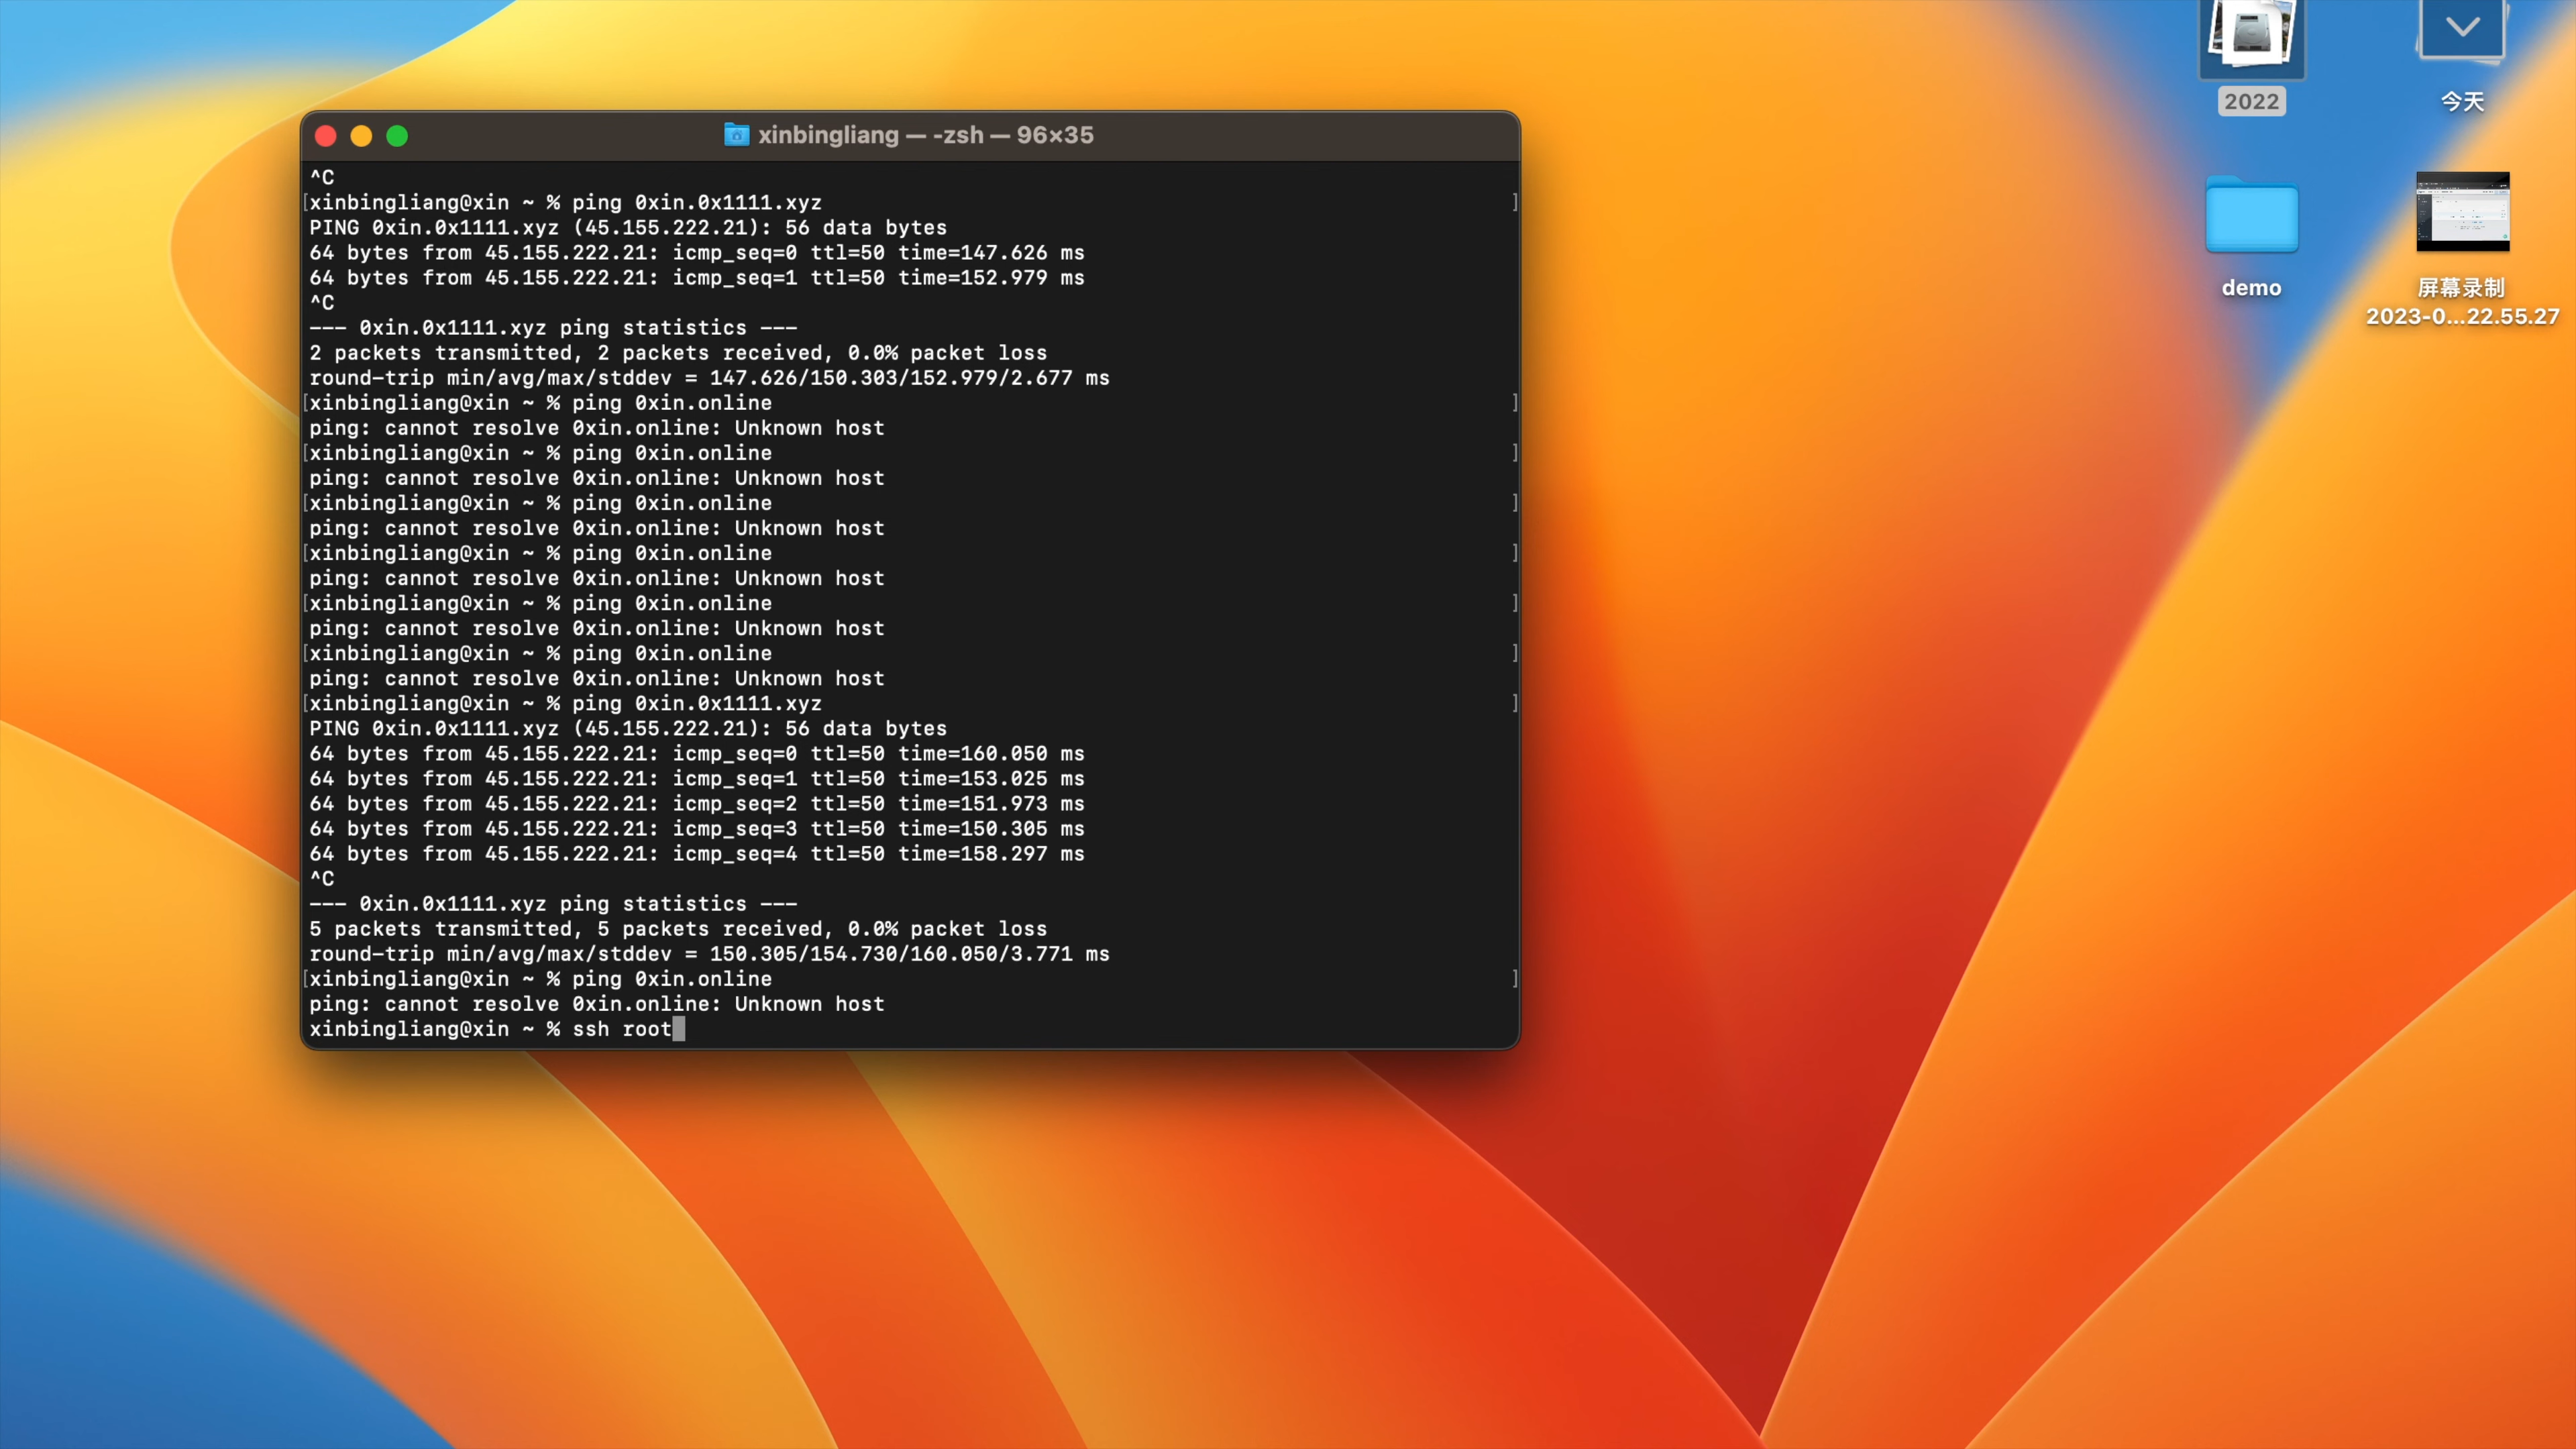 xinbingliang — -zsh — 96×35
^C
xinbingliang@xin ~ % ping 0xin.0x1111.xyz
PING 0xin.0x1111.xyz (45.155.222.21): 56 data bytes
64 bytes from 45.155.222.21: icmp_seq=0 ttl=50 time=147.626 ms
64 bytes from 45.155.222.21: icmp_seq=1 ttl=50 time=152.979 ms
^C
--- 0xin.0x1111.xyz ping statistics ---
2 packets transmitted, 2 packets received, 0.0% packet loss
round-trip min/avg/max/stddev = 147.626/150.303/152.979/2.677 ms
xinbingliang@xin ~ % ping 0xin.online
ping: cannot resolve 0xin.online: Unknown host
xinbingliang@xin ~ % ping 0xin.online
ping: cannot resolve 0xin.online: Unknown host
xinbingliang@xin ~ % ping 0xin.online
ping: cannot resolve 0xin.online: Unknown host
xinbingliang@xin ~ % ping 0xin.online
ping: cannot resolve 0xin.online: Unknown host
xinbingliang@xin ~ % ping 0xin.online
ping: cannot resolve 0xin.online: Unknown host
xinbingliang@xin ~ % ping 0xin.online
ping: cannot resolve 0xin.online: Unknown host
xinbingliang@xin ~ % ping 0xin.0x1111.xyz
PING 0xin.0x1111.xyz (45.155.222.21): 56 data bytes
64 bytes from 45.155.222.21: icmp_seq=0 ttl=50 time=160.050 ms
64 bytes from 45.155.222.21: icmp_seq=1 ttl=50 time=153.025 ms
64 bytes from 45.155.222.21: icmp_seq=2 ttl=50 time=151.973 ms
64 bytes from 45.155.222.21: icmp_seq=3 ttl=50 time=150.305 ms
64 bytes from 45.155.222.21: icmp_seq=4 ttl=50 time=158.297 ms
^C
--- 0xin.0x1111.xyz ping statistics ---
5 packets transmitted, 5 packets received, 0.0% packet loss
round-trip min/avg/max/stddev = 150.305/154.730/160.050/3.771 ms
xinbingliang@xin ~ % ping 0xin.online
ping: cannot resolve 0xin.online: Unknown host
xinbingliang@xin ~ % ssh root
2022
今天
demo
屏幕录制
2023-0...22.55.27